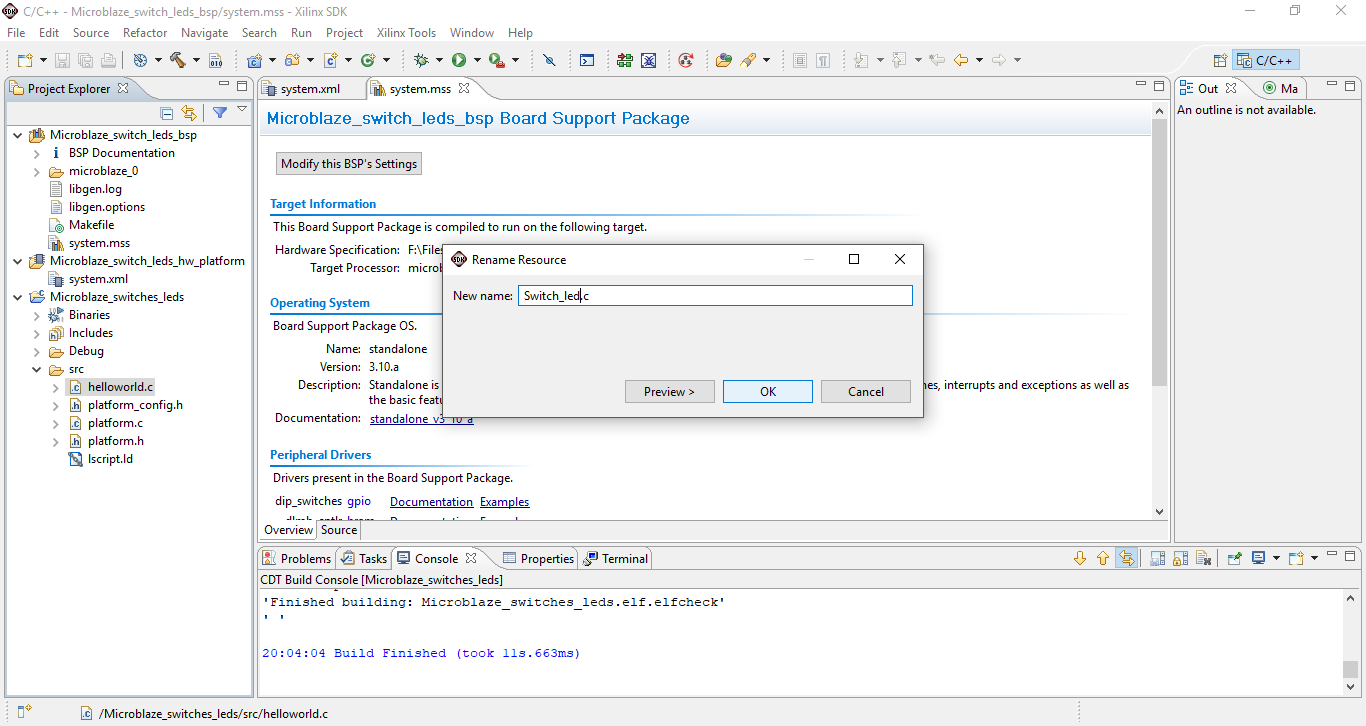 C/C++ - Microblaze_switch_leds_bsp/system.mss - Xilinx SDK
File Edit Source Refactor Navigate Search Run Project Xilinx Tools Window Help
C/C++
Project Explorer
Microblaze_switch_leds_bsp
BSP Documentation
microblaze_0
libgen.log
libgen.options
Makefile
system.mss
Microblaze_switch_leds_hw_platform
system.xml
Microblaze_switches_leds
Binaries
Includes
Debug
src
helloworld.c
platform_config.h
platform.c
platform.h
lscript.ld
system.xml system.mss
Microblaze_switch_leds_bsp Board Support Package
Modify this BSP's Settings
Target Information
This Board Support Package is compiled to run on the following target.
Hardware Specification: F:\Files
Target Processor: microb
Operating System
Board Support Package OS.
Name: standalone
Version: 3.10.a
Description: Standalone is es, interrupts and exceptions as well as
the basic featu
Documentation: standalone_v3_10_a
Peripheral Drivers
Drivers present in the Board Support Package.
dip_switches gpio Documentation Examples
Overview Source
Rename Resource
New name: Switch_led.c
Preview > OK Cancel
Out Ma
An outline is not available.
Problems Tasks Console Properties Terminal
CDT Build Console [Microblaze_switches_leds]
'Finished building: Microblaze_switches_leds.elf.elfcheck'
' '
20:04:04 Build Finished (took 11s.663ms)
/Microblaze_switches_leds/src/helloworld.c